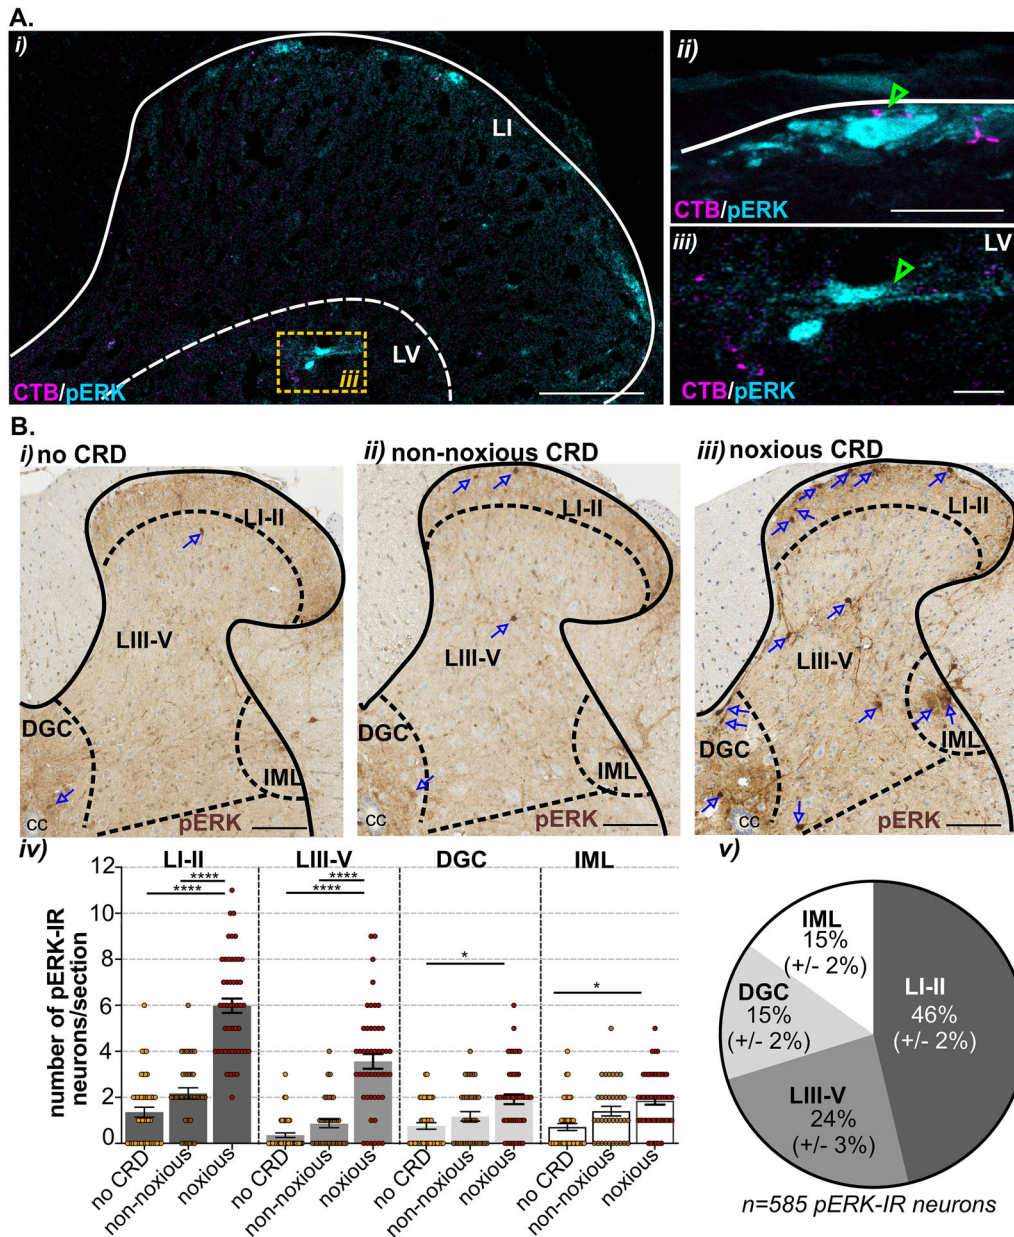 A.
i)
LI
LV
iii
CTB/pERK
ii)
CTB/pERK
iii)
LV
B.
i) no CRD
LI-II
LIII-V
DGC
IML
CC
pERK
ii) non-noxious CRD
LI-II
LIII-V
DGC
IML
CC
pERK
iii) noxious CRD
LI-II
LIII-V
DGC
IML
CC
pERK
iv)
LI-II
LIII-V
DGC
IML
number of pERK-IR
neurons/section
12
10
8
6
4
2
0
**** **** **** **** * *
no CRD
non-noxious
noxious
no CRD
non-noxious
noxious
no CRD
non-noxious
noxious
no CRD
non-noxious
noxious
v)
IML
15%
(+/- 2%)
LI-II
46%
(+/- 2%)
DGC
15%
(+/- 2%)
LIII-V
24%
(+/- 3%)
n=585 pERK-IR neurons